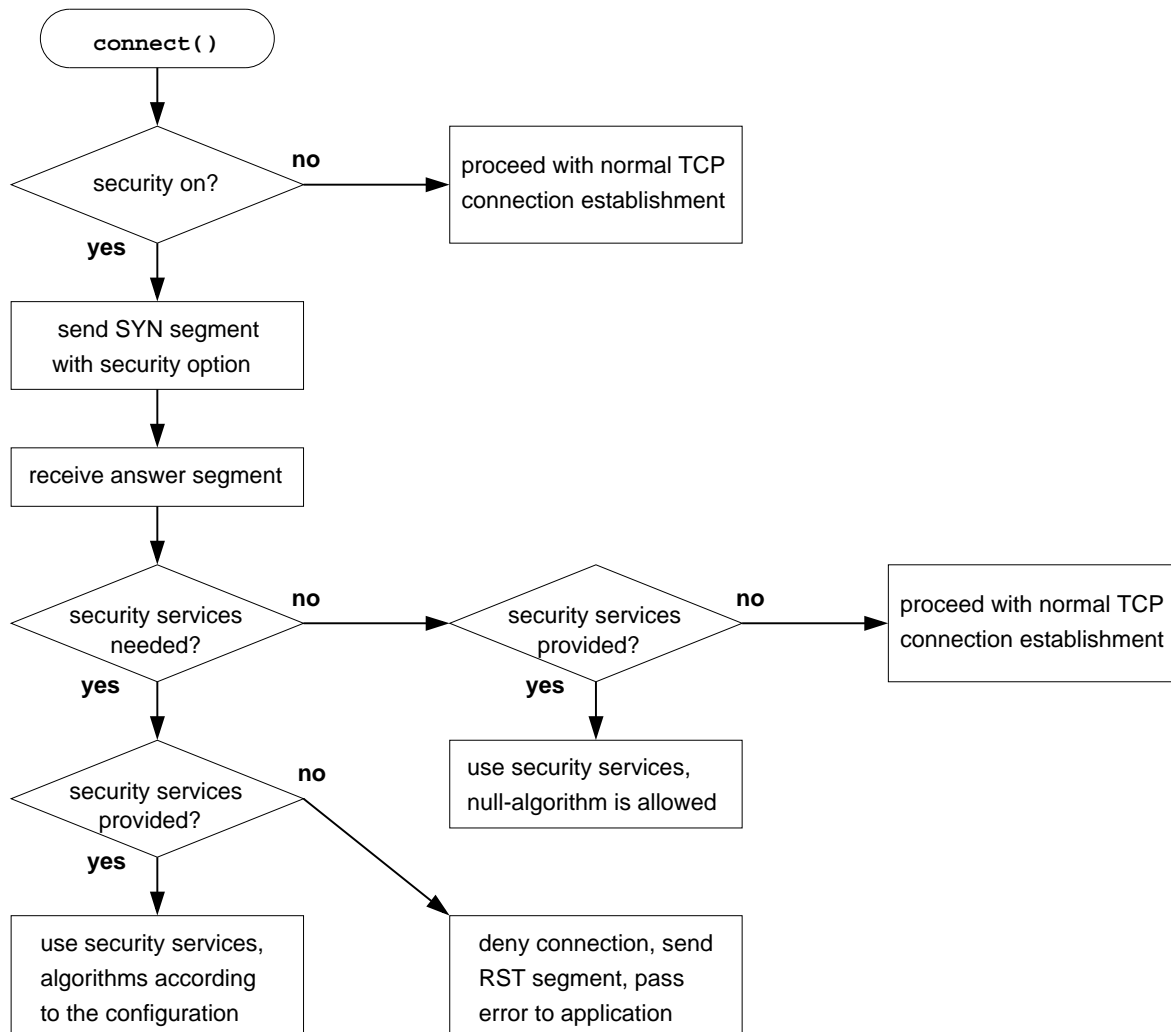 connect()
security on?
no
proceed with normal TCP
connection establishment
yes
send SYN segment
with security option
receive answer segment
security services
needed?
no
security services
provided?
no
proceed with normal TCP
connection establishment
yes
yes
use security services,
null-algorithm is allowed
security services
provided?
no
yes
use security services,
algorithms according
to the configuration
deny connection, send
RST segment, pass
error to application